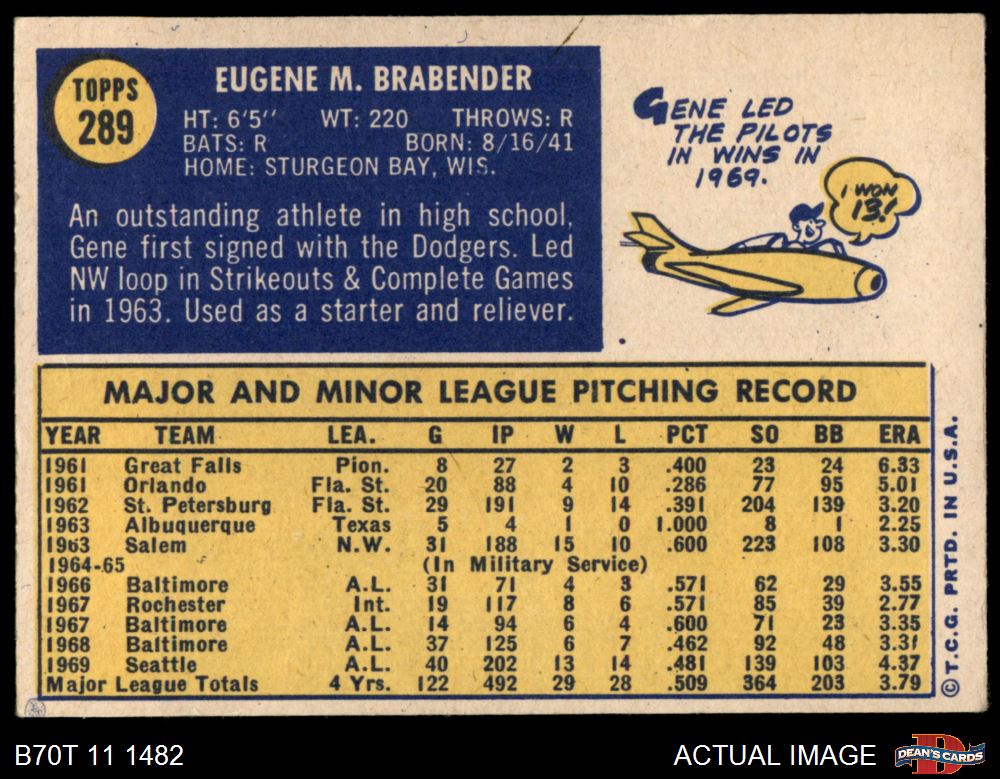 TOPPS
289
EUGENE M. BRABENDER
HT: 6'5" WT: 220 THROWS: R
BATS: R BORN: 8/16/41
HOME: STURGEON BAY, WIS.
An outstanding athlete in high school,
Gene first signed with the Dodgers. Led
NW loop in Strikeouts & Complete Games
in 1963. Used as a starter and reliever.
GENE LED
THE PILOTS
IN WINS IN
1969.
I WON
13!
MAJOR AND MINOR LEAGUE PITCHING RECORD
YEAR TEAM LEA. G IP W L PCT SO BB ERA
1961 Great Falls Pion. 8 27 2 3 .400 23 24 6.33
1961 Orlando Fla. St. 20 88 4 10 .286 77 95 5.01
1962 St. Petersburg Fla. St. 29 191 9 14 .391 204 139 3.20
1963 Albuquerque Texas 5 4 1 0 1.000 8 1 2.25
1963 Salem N.W. 31 188 15 10 .600 223 108 3.30
1964-65 (In Military Service)
1966 Baltimore A.L. 31 71 4 3 .571 62 29 3.55
1967 Rochester Int. 19 117 8 6 .571 85 39 2.77
1967 Baltimore A.L. 14 94 6 4 .600 71 23 3.35
1968 Baltimore A.L. 37 125 6 7 .462 92 48 3.31
1969 Seattle A.L. 40 202 13 14 .481 139 103 4.37
Major League Totals 4 Yrs. 122 492 29 28 .509 364 203 3.79
© T.C.G. PRTD. IN U.S.A.
B70T 11 1482
ACTUAL IMAGE
DEAN'S CARDS